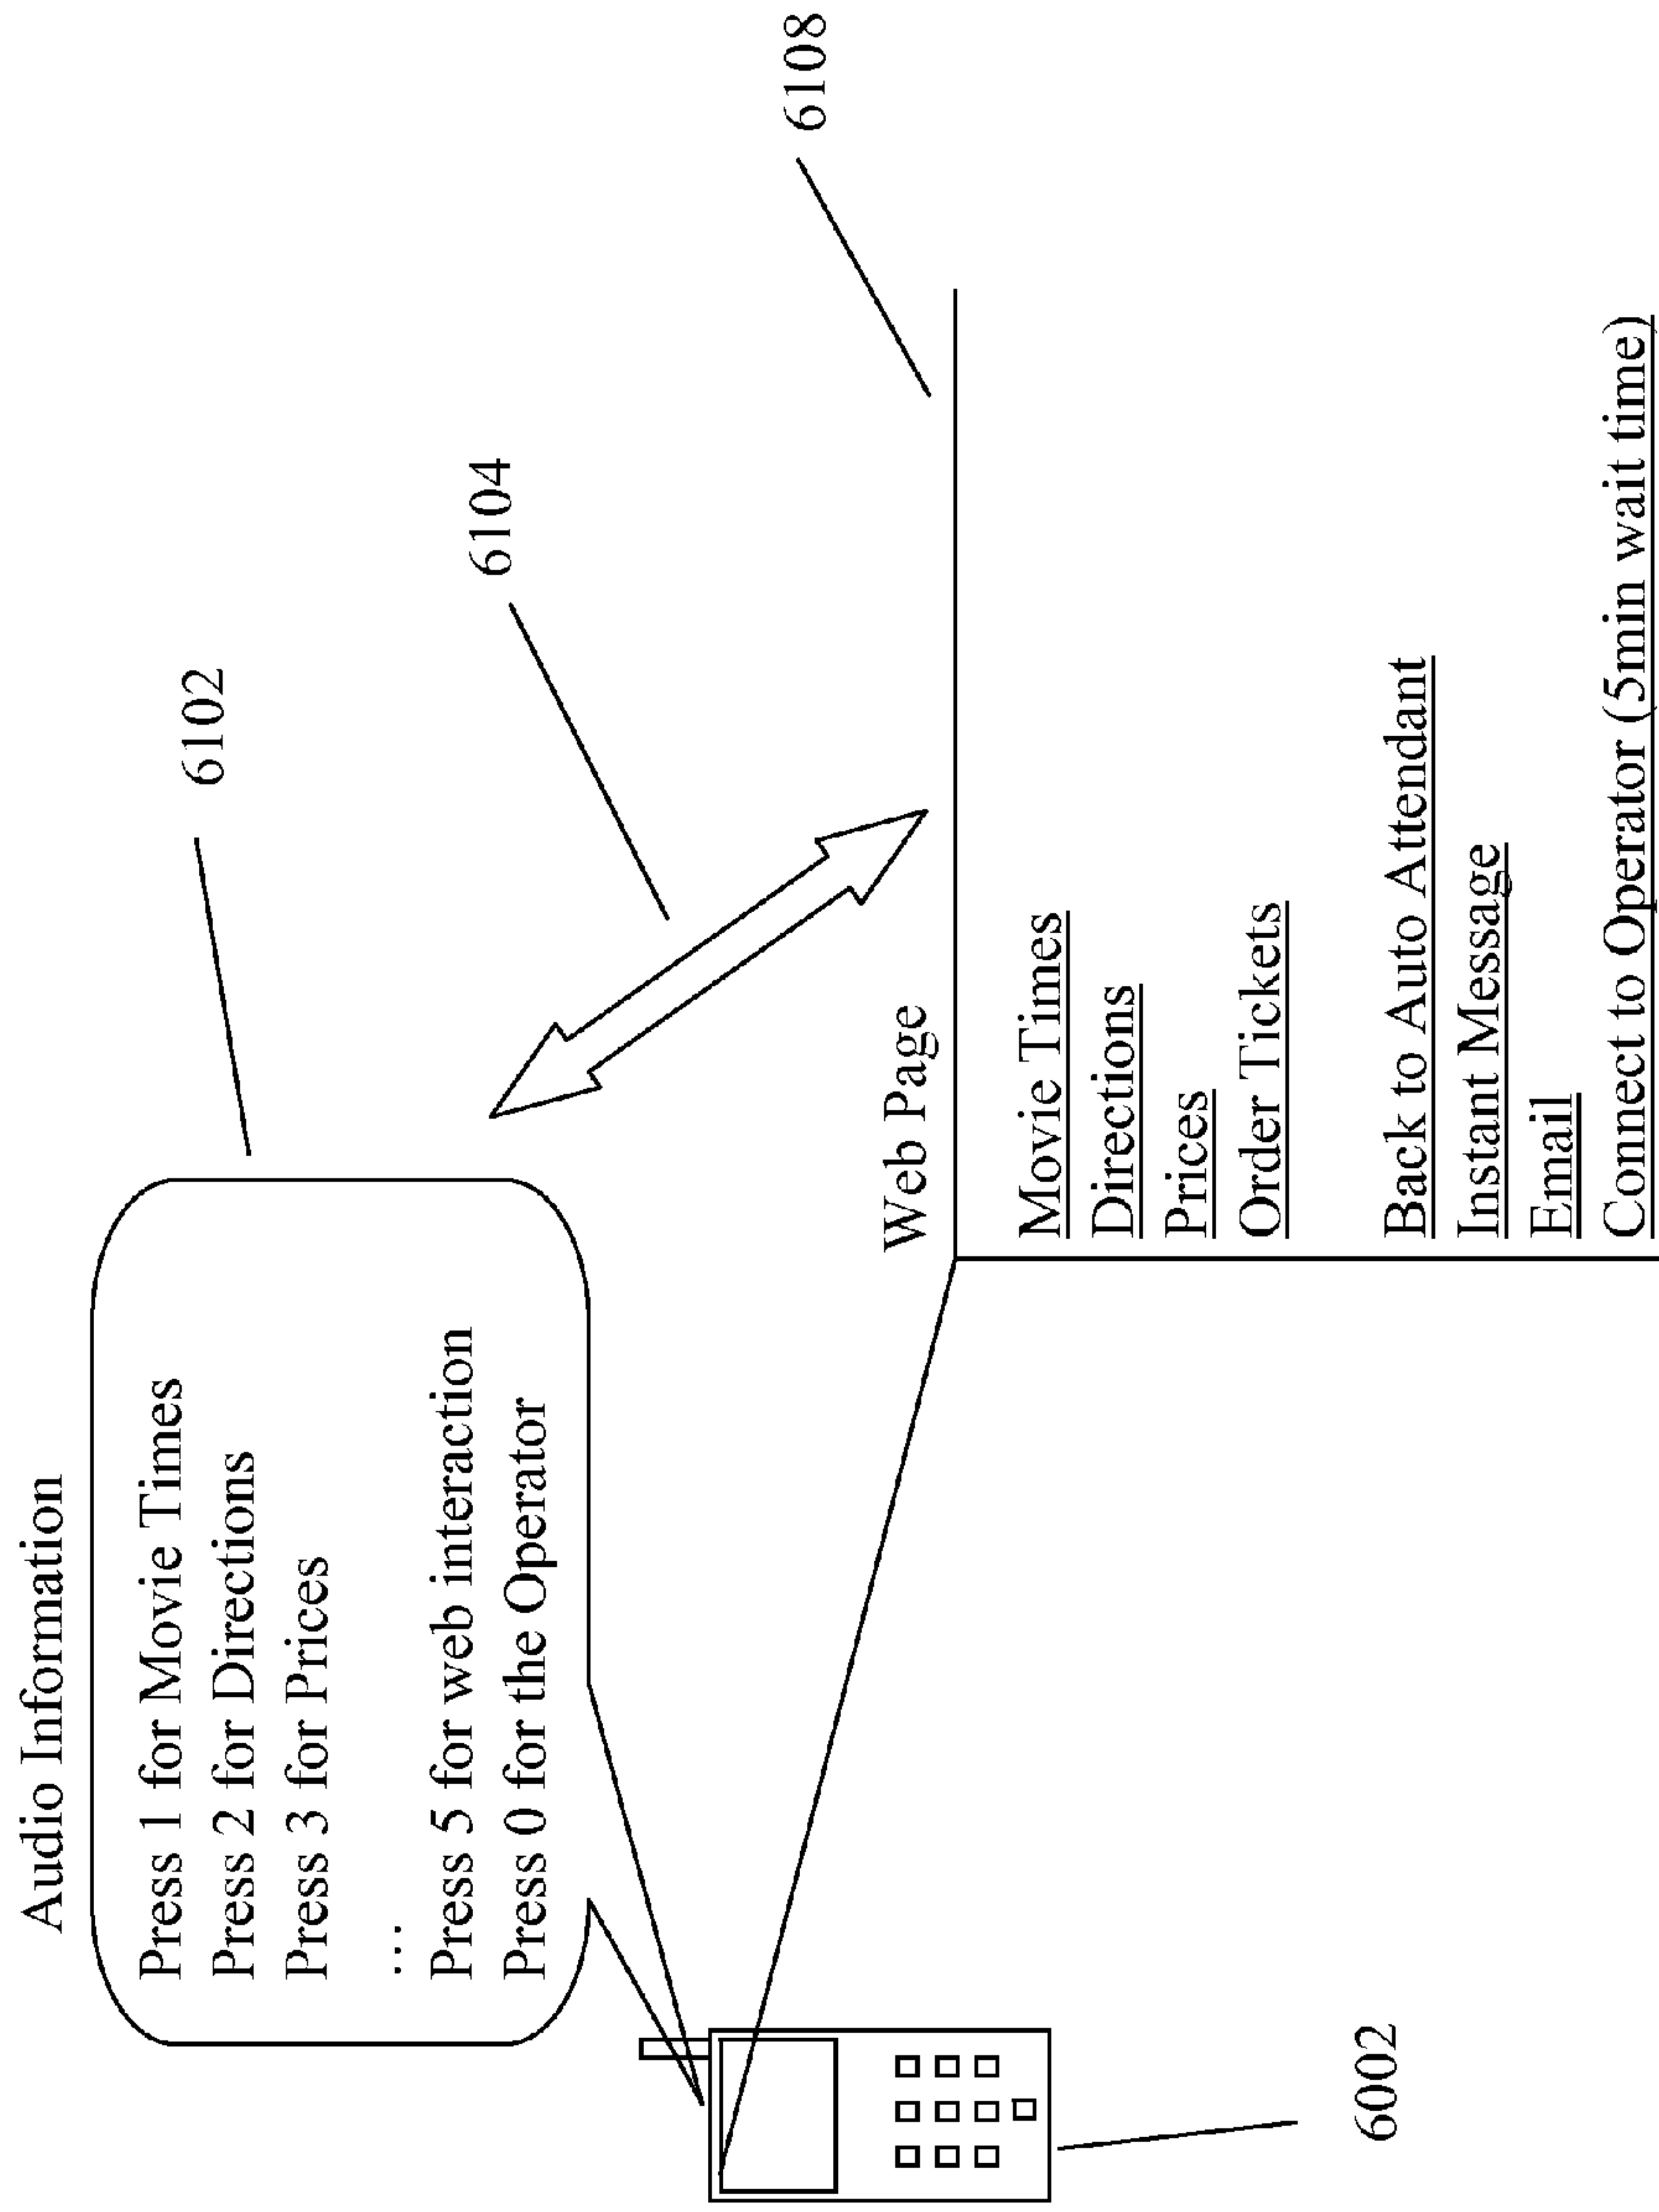 Audio Information
Press 1 for Movie Times
Press 2 for Directions
Press 3 for Prices
...
Press 5 for web interaction
Press 0 for the Operator
6102
6104
6108
Web Page
Movie Times
Directions
Prices
Order Tickets
Back to Auto Attendant
Instant Message
Email
Connect to Operator (5min wait time)
6002